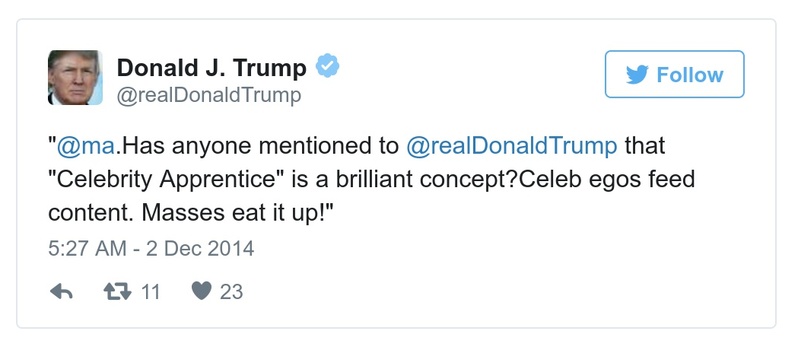 Donald J. Trump
@realDonaldTrump
Follow
"@ma.Has anyone mentioned to @realDonaldTrump that
"Celebrity Apprentice" is a brilliant concept?Celeb egos feed
content. Masses eat it up!"
5:27 AM - 2 Dec 2014
11 23